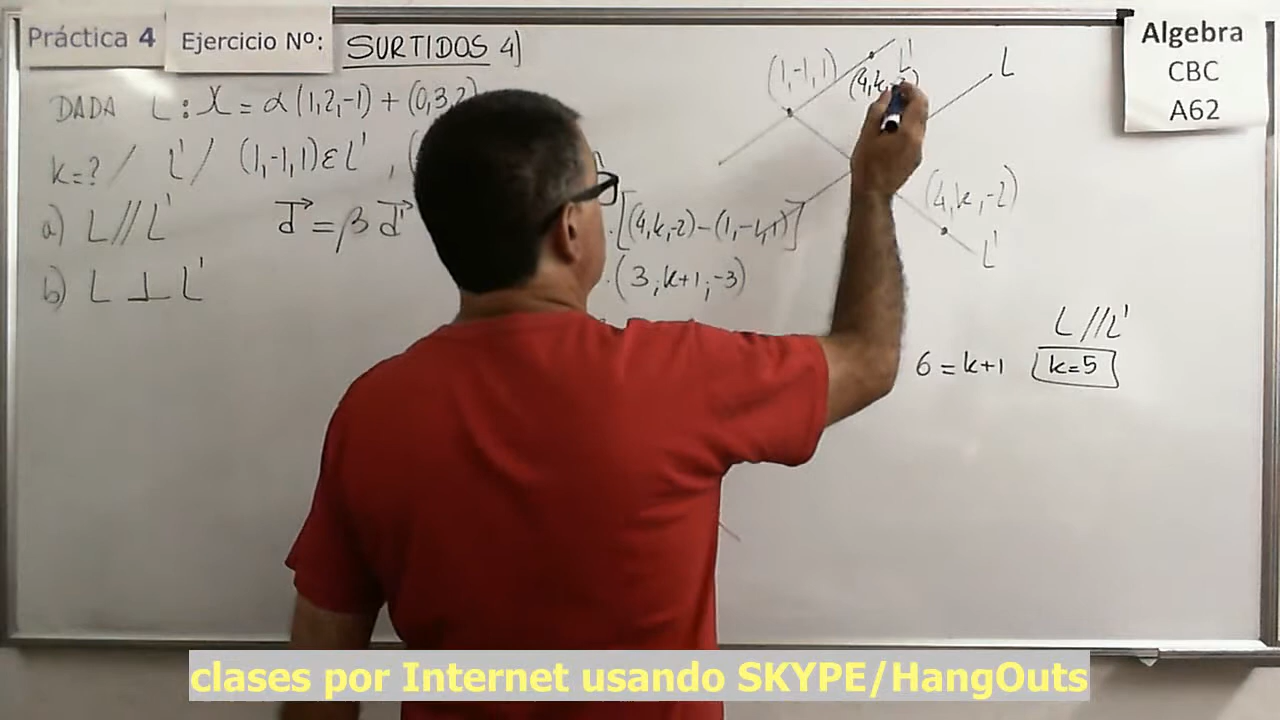 Práctica 4 Ejercicio Nº: SURTIDOS 4)
DADA L : X = α(1,2,-1) + (0,3,2)
k=? / L' / (1,-1,1) ε L' , (
a) L // L'
d = β d'
. [(4,k,-2) - (1,-1,1)]
b) L ⊥ L'
. (3, k+1, -3)
(1,-1,1)
L'
(4,k,
L
(4,k,-2)
L'
L // L'
6 = k+1 k=5
Algebra
CBC
A62
clases por Internet usando SKYPE/HangOuts